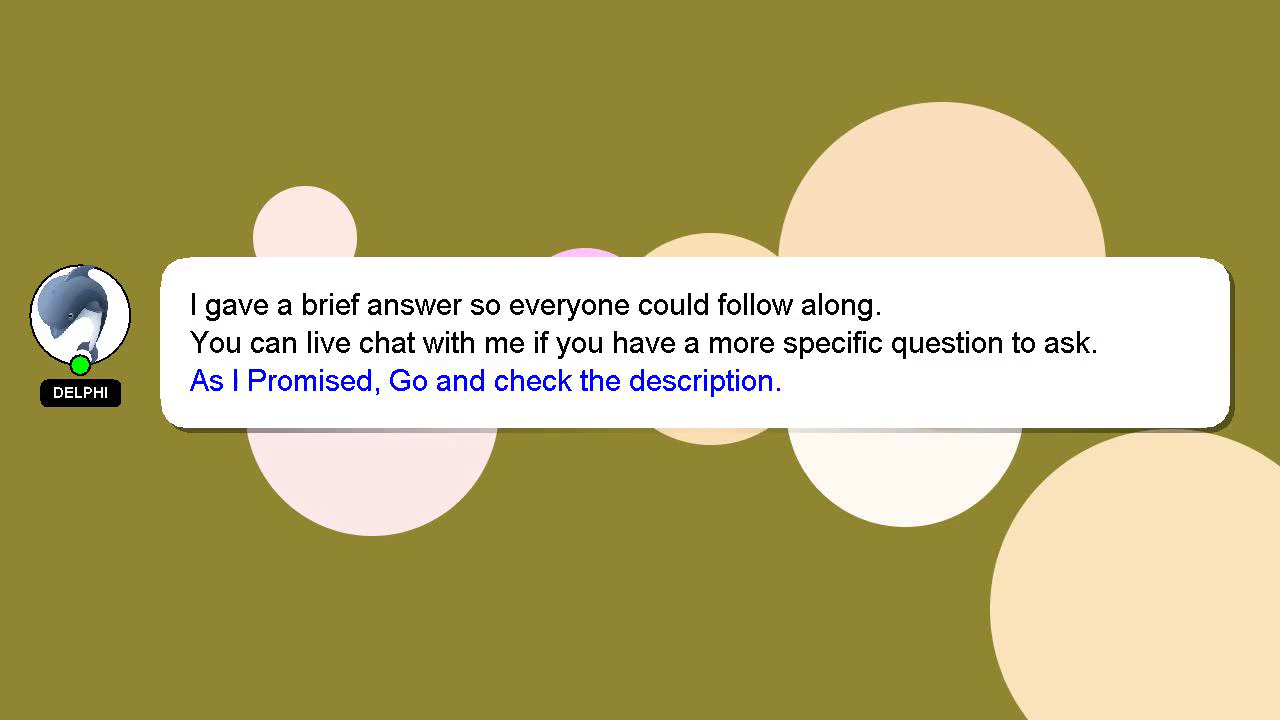 I gave a brief answer so everyone could follow along.
You can live chat with me if you have a more specific question to ask.
As I Promised, Go and check the description.
DELPHI